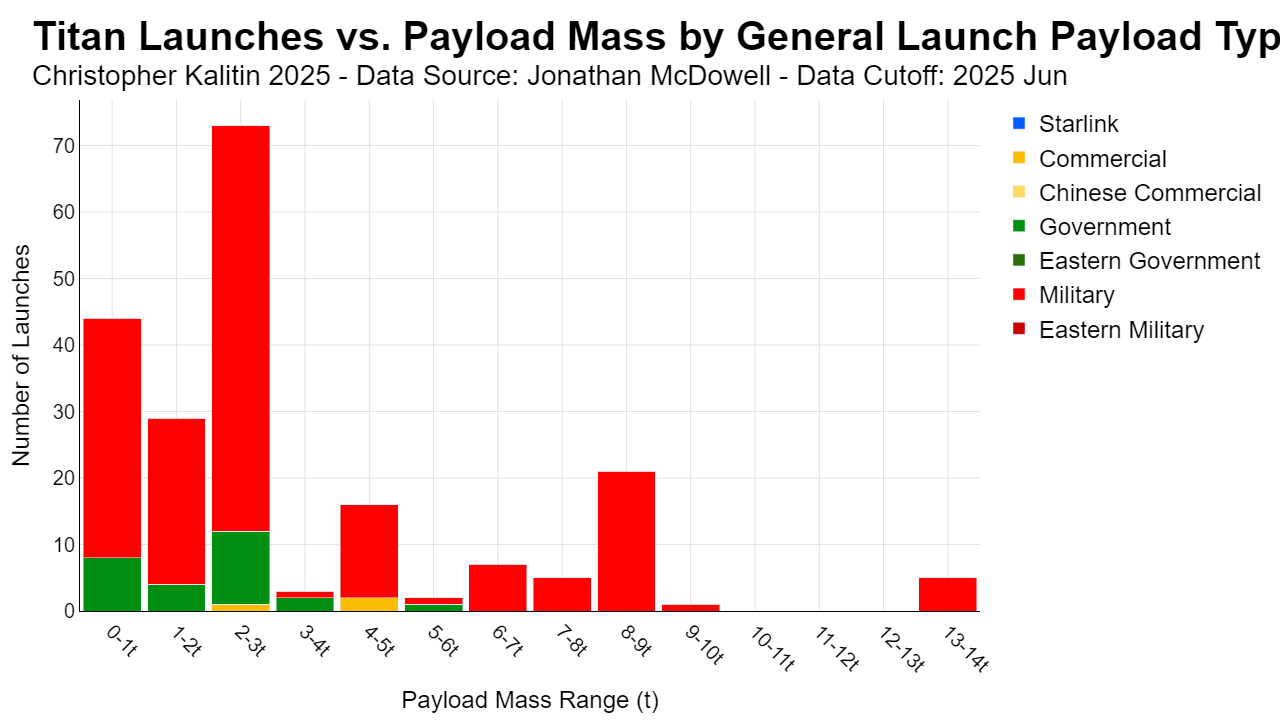 Titan Launches vs. Payload Mass by General Launch Payload Typ
Christopher Kalitin 2025 - Data Source: Jonathan McDowell - Data Cutoff: 2025 Jun
Starlink
Commercial
Chinese Commercial
Government
Eastern Government
Military
Eastern Military
Number of Launches
70
60
50
40
30
20
10
0
0-1t
1-2t
2-3t
3-4t
4-5t
5-6t
6-7t
7-8t
8-9t
9-10t
10-11t
11-12t
12-13t
13-14t
Payload Mass Range (t)